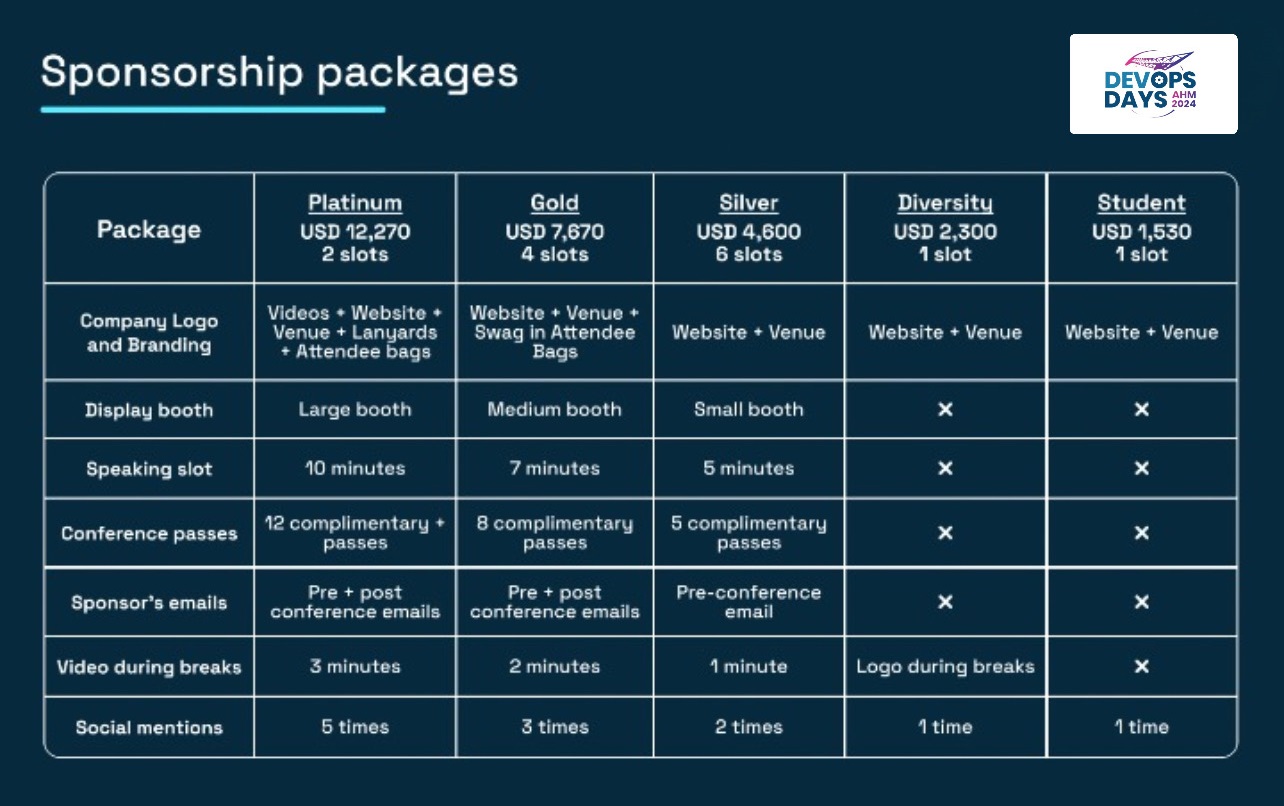 Sponsorship packages
DEVOPS
DAYS AHM
2024
Package
Platinum
USD 12,270
2 slots
Gold
USD 7,670
4 slots
Silver
USD 4,600
6 slots
Diversity
USD 2,300
1 slot
Student
USD 1,530
1 slot
Company Logo
and Branding
Videos + Website +
Venue + Lanyards
+ Attendee bags
Website + Venue +
Swag in Attendee
Bags
Website + Venue
Website + Venue
Website + Venue
Display booth
Large booth
Medium booth
Small booth
✕
✕
Speaking slot
10 minutes
7 minutes
5 minutes
✕
✕
Conference passes
12 complimentary +
passes
8 complimentary
passes
5 complimentary
passes
✕
✕
Sponsor's emails
Pre + post
conference emails
Pre + post
conference emails
Pre-conference
email
✕
✕
Video during breaks
3 minutes
2 minutes
1 minute
Logo during breaks
✕
Social mentions
5 times
3 times
2 times
1 time
1 time